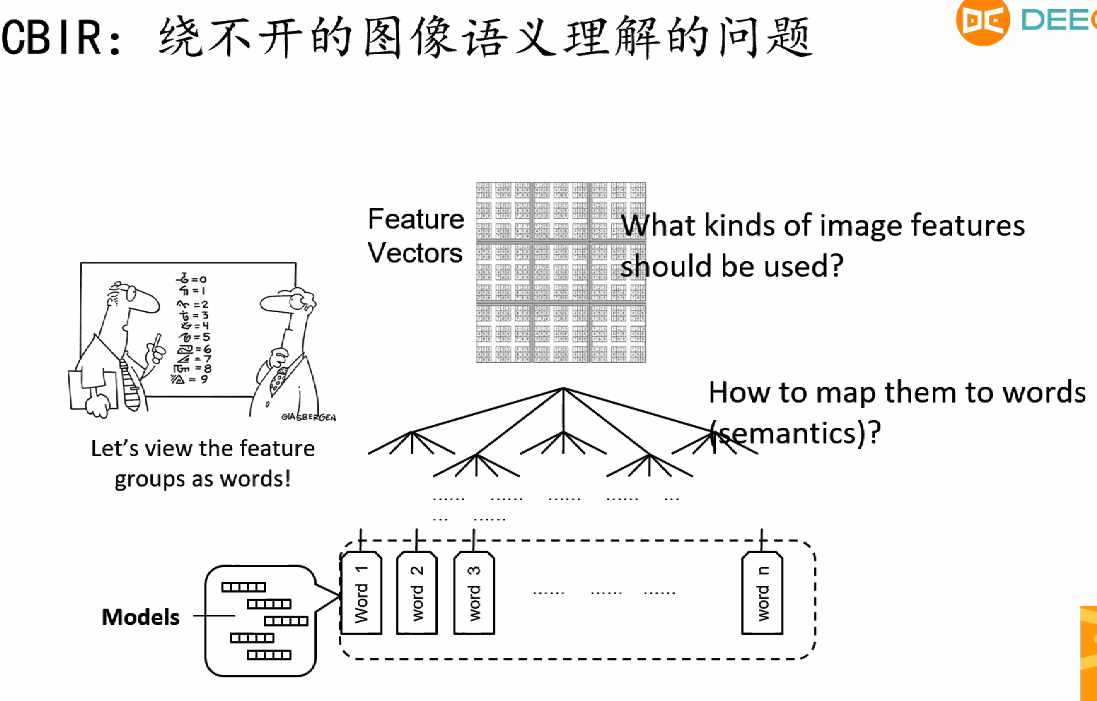 CBIR: 绕不开的图像语义理解的问题
DEE
Feature
Vectors
What kinds of image features
should be used?
=0
=1
=2
=3
=4
=5
=6
=7
=8
=9
GLASBERGEN
Let's view the feature
groups as words!
How to map them to words
(semantics)?
...... ...... ...... ...... ...
... ......
Models
Word 1
word 2
word 3
...... ...... ......
word n